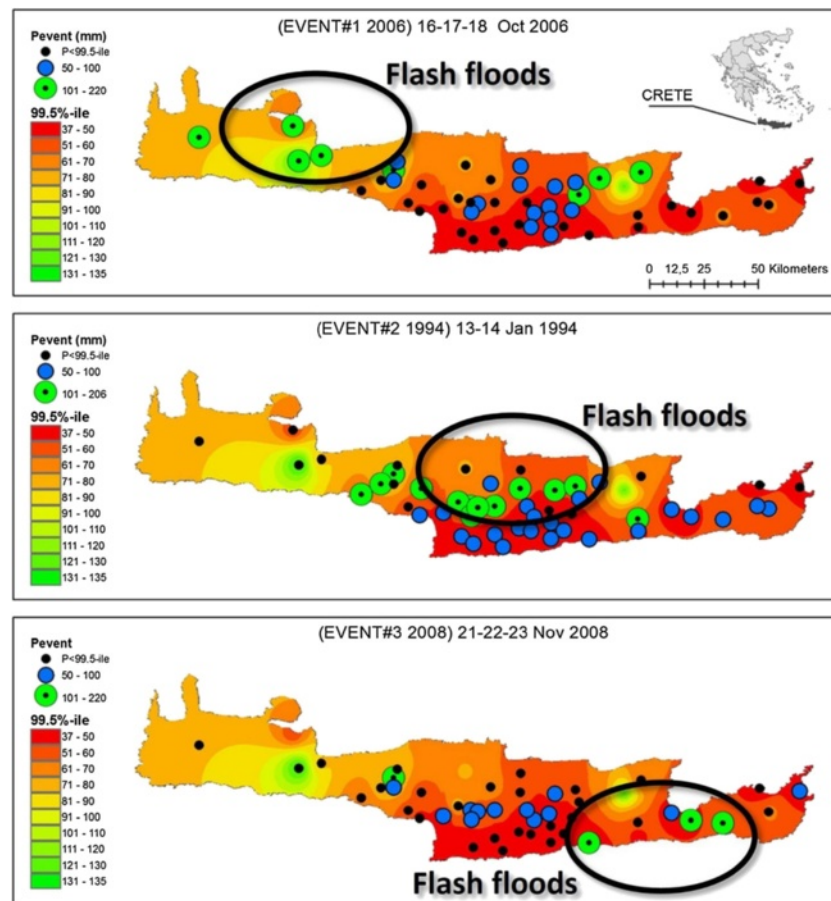 (EVENT#1 2006) 16-17-18 Oct 2006
Pevent (mm)
P<99.5-ile
50 - 100
101 - 220
99.5%-ile
37 - 50
51 - 60
61 - 70
71 - 80
81 - 90
91 - 100
101 - 110
111 - 120
121 - 130
131 - 135
Flash floods
CRETE
0 12,5 25 50 Kilometers
(EVENT#2 1994) 13-14 Jan 1994
Pevent (mm)
P<99.5-ile
50 - 100
101 - 206
99.5%-ile
37 - 50
51 - 60
61 - 70
71 - 80
81 - 90
91 - 100
101 - 110
111 - 120
121 - 130
131 - 135
Flash floods
(EVENT#3 2008) 21-22-23 Nov 2008
Pevent
P<99.5-ile
50 - 100
101 - 220
99.5%-ile
37 - 50
51 - 60
61 - 70
71 - 80
81 - 90
91 - 100
101 - 110
111 - 120
121 - 130
131 - 135
Flash floods